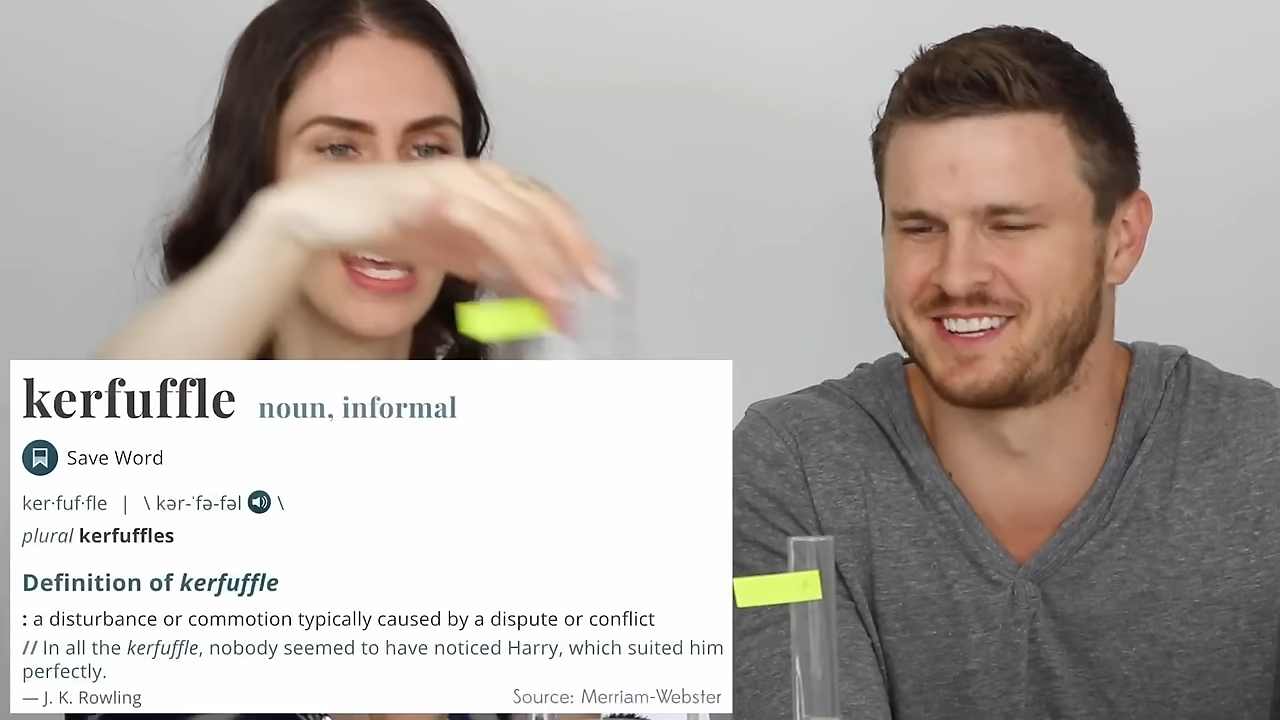 kerfuffle noun, informal
Save Word
ker·fuf·fle | \ kər-ˈfə-fəl \
plural kerfuffles
Definition of kerfuffle
: a disturbance or commotion typically caused by a dispute or conflict
// In all the kerfuffle, nobody seemed to have noticed Harry, which suited him
perfectly.
— J. K. Rowling Source: Merriam-Webster